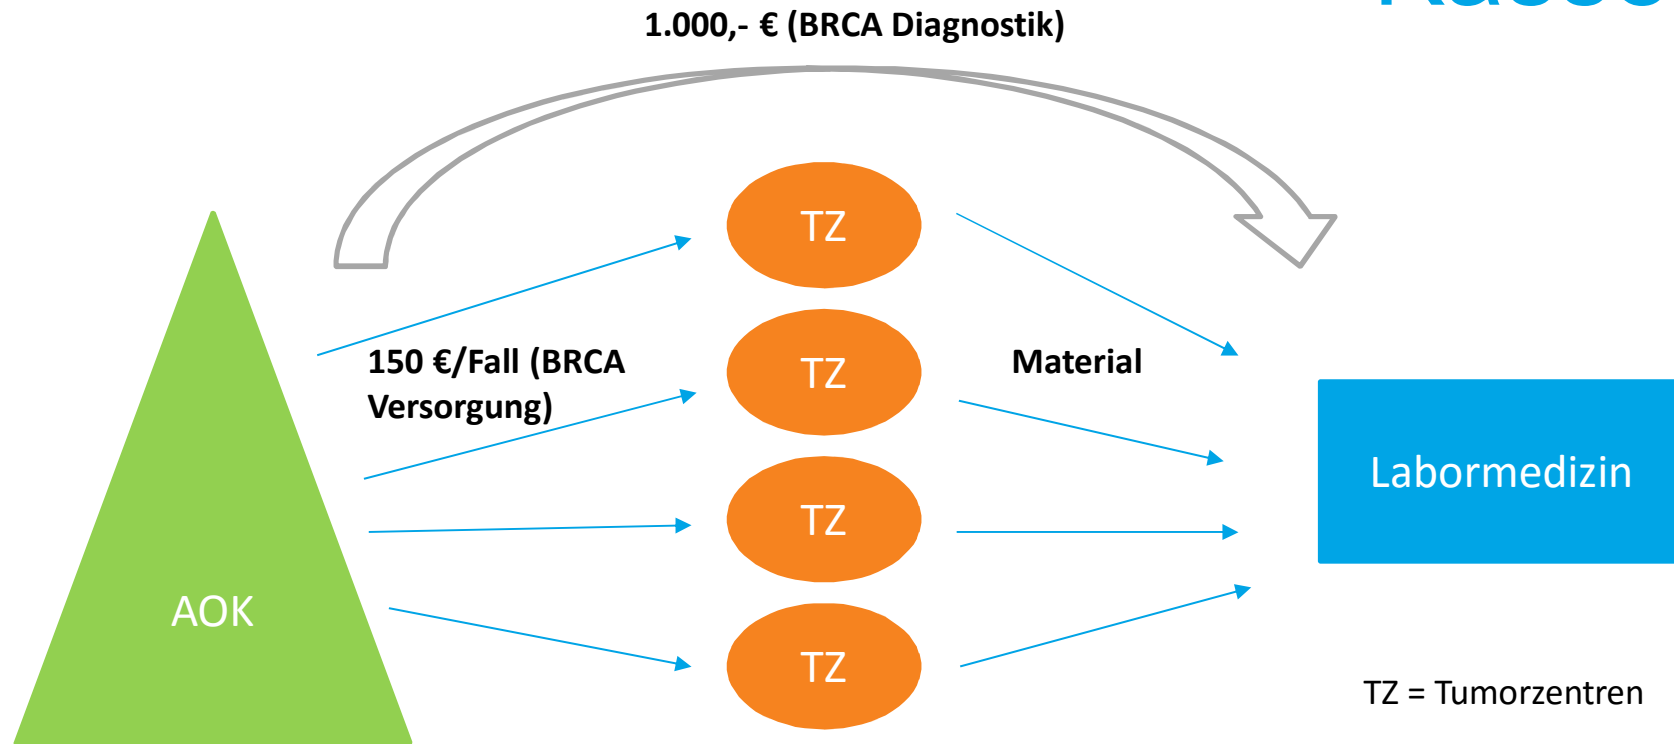 1.000,- € (BRCA Diagnostik)
TZ
150 €/Fall (BRCA
Versorgung)
TZ
Material
Labormedizin
TZ
AOK
TZ
TZ = Tumorzentren